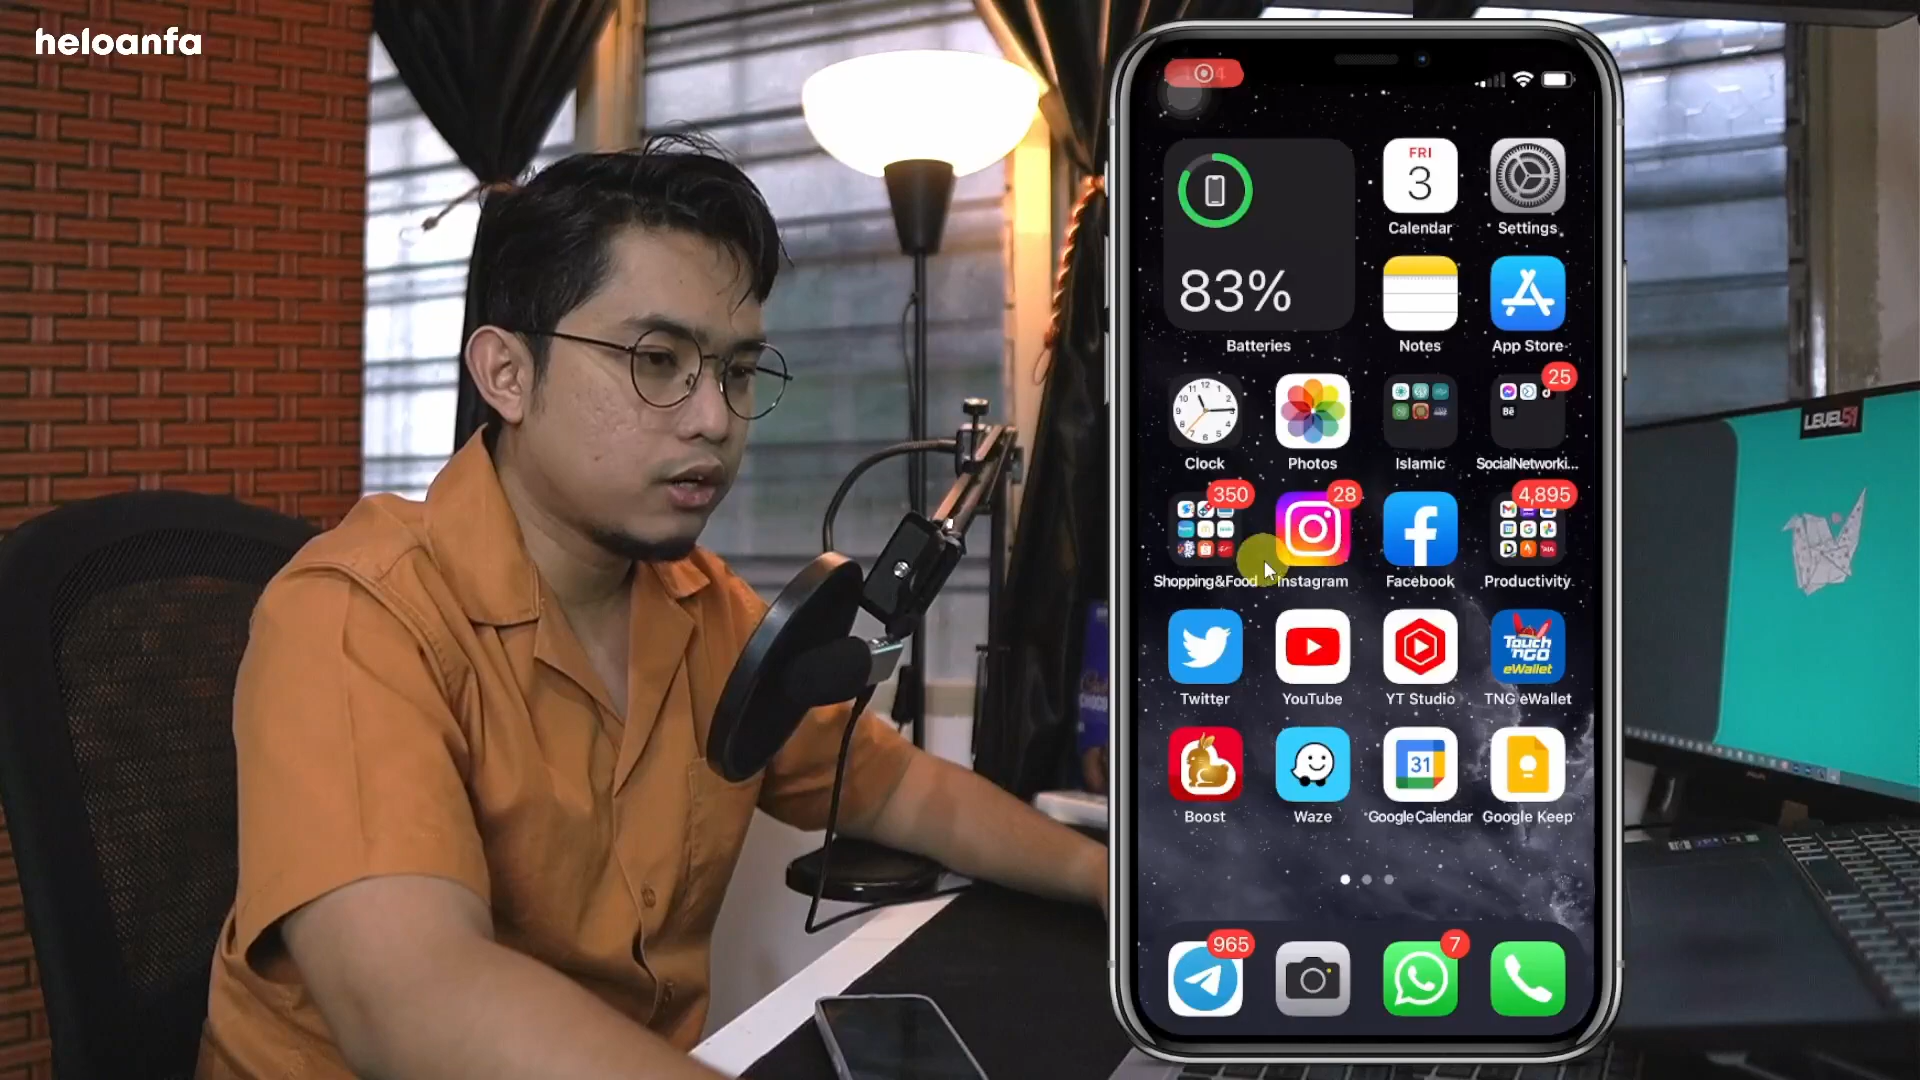 heloanfa
FRI
3
Calendar
Settings
83%
Batteries
Notes
App Store
25
Clock
Photos
Islamic
SocialNetworki...
350
28
4,895
Shopping&Food
Instagram
Facebook
Productivity
Touch
'nGO
eWallet
Twitter
YouTube
YT Studio
TNG eWallet
31
Boost
Waze
Google Calendar
Google Keep
965
7
LEVEL51